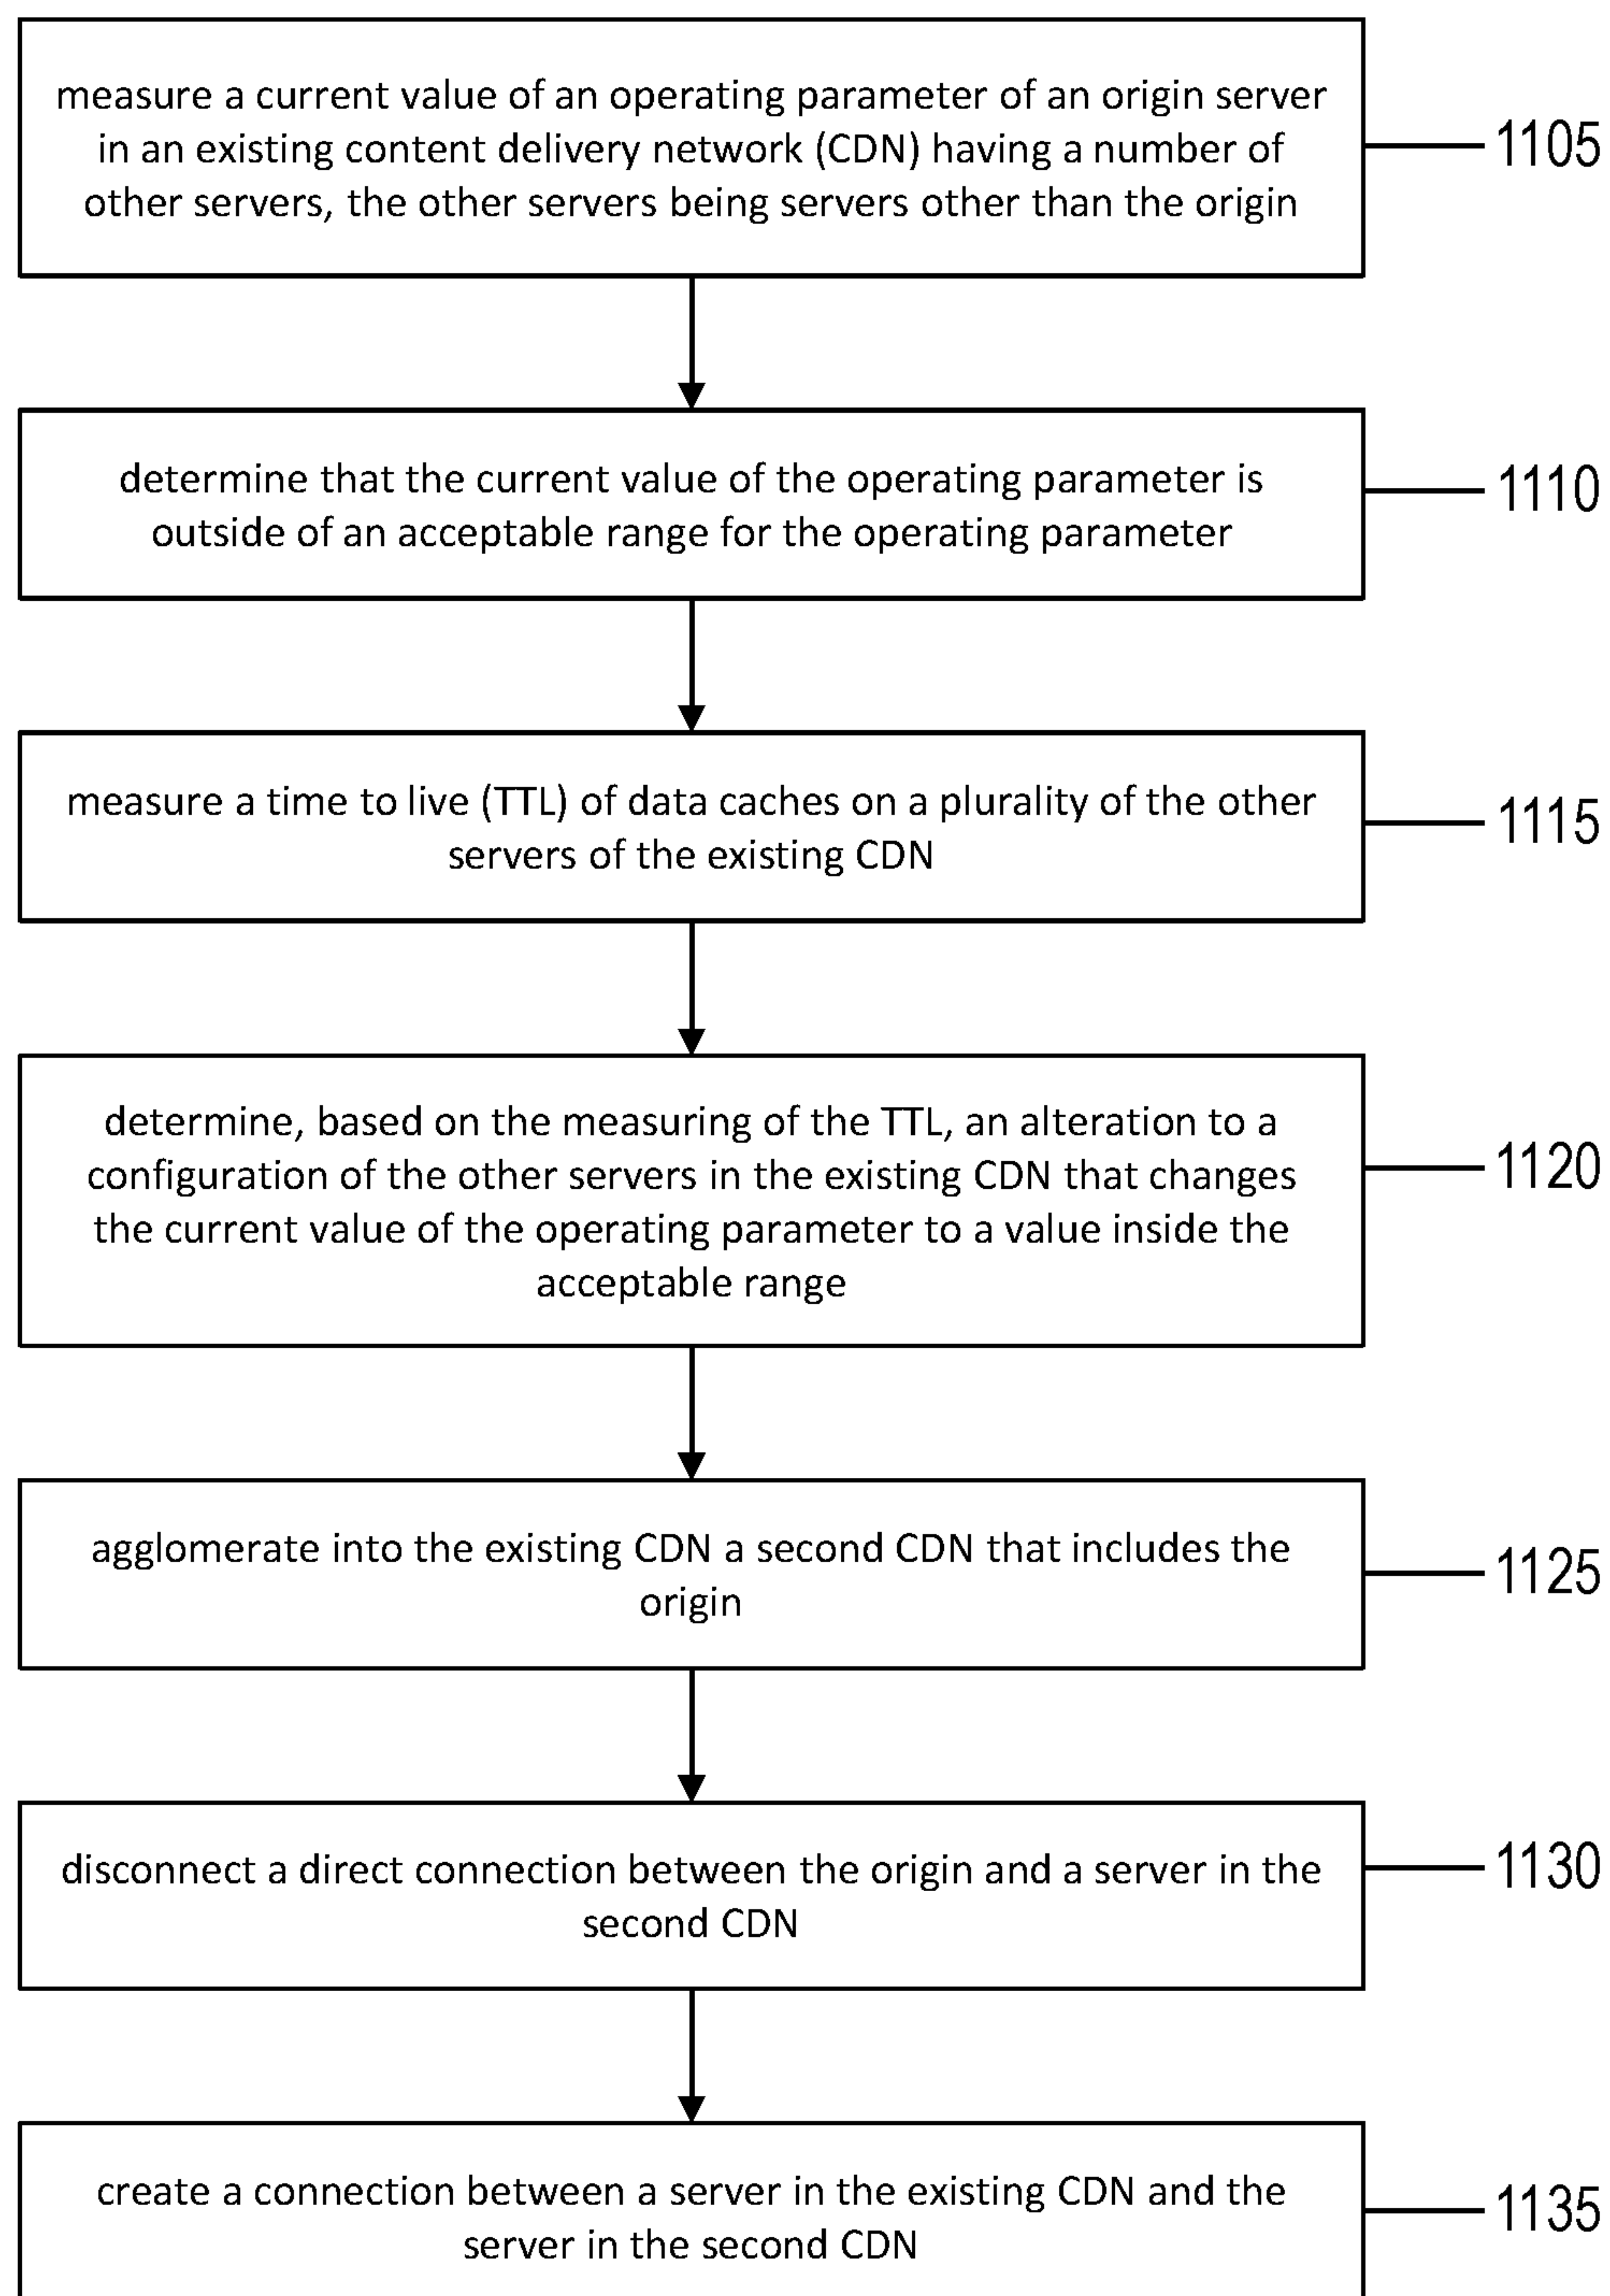 measure a current value of an operating parameter of an origin server
in an existing content delivery network (CDN) having a number of
other servers, the other servers being servers other than the origin
1105
determine that the current value of the operating parameter is
outside of an acceptable range for the operating parameter
1110
measure a time to live (TTL) of data caches on a plurality of the other
servers of the existing CDN
1115
determine, based on the measuring of the TTL, an alteration to a
configuration of the other servers in the existing CDN that changes
the current value of the operating parameter to a value inside the
acceptable range
1120
agglomerate into the existing CDN a second CDN that includes the
origin
1125
disconnect a direct connection between the origin and a server in the
second CDN
1130
create a connection between a server in the existing CDN and the
server in the second CDN
1135